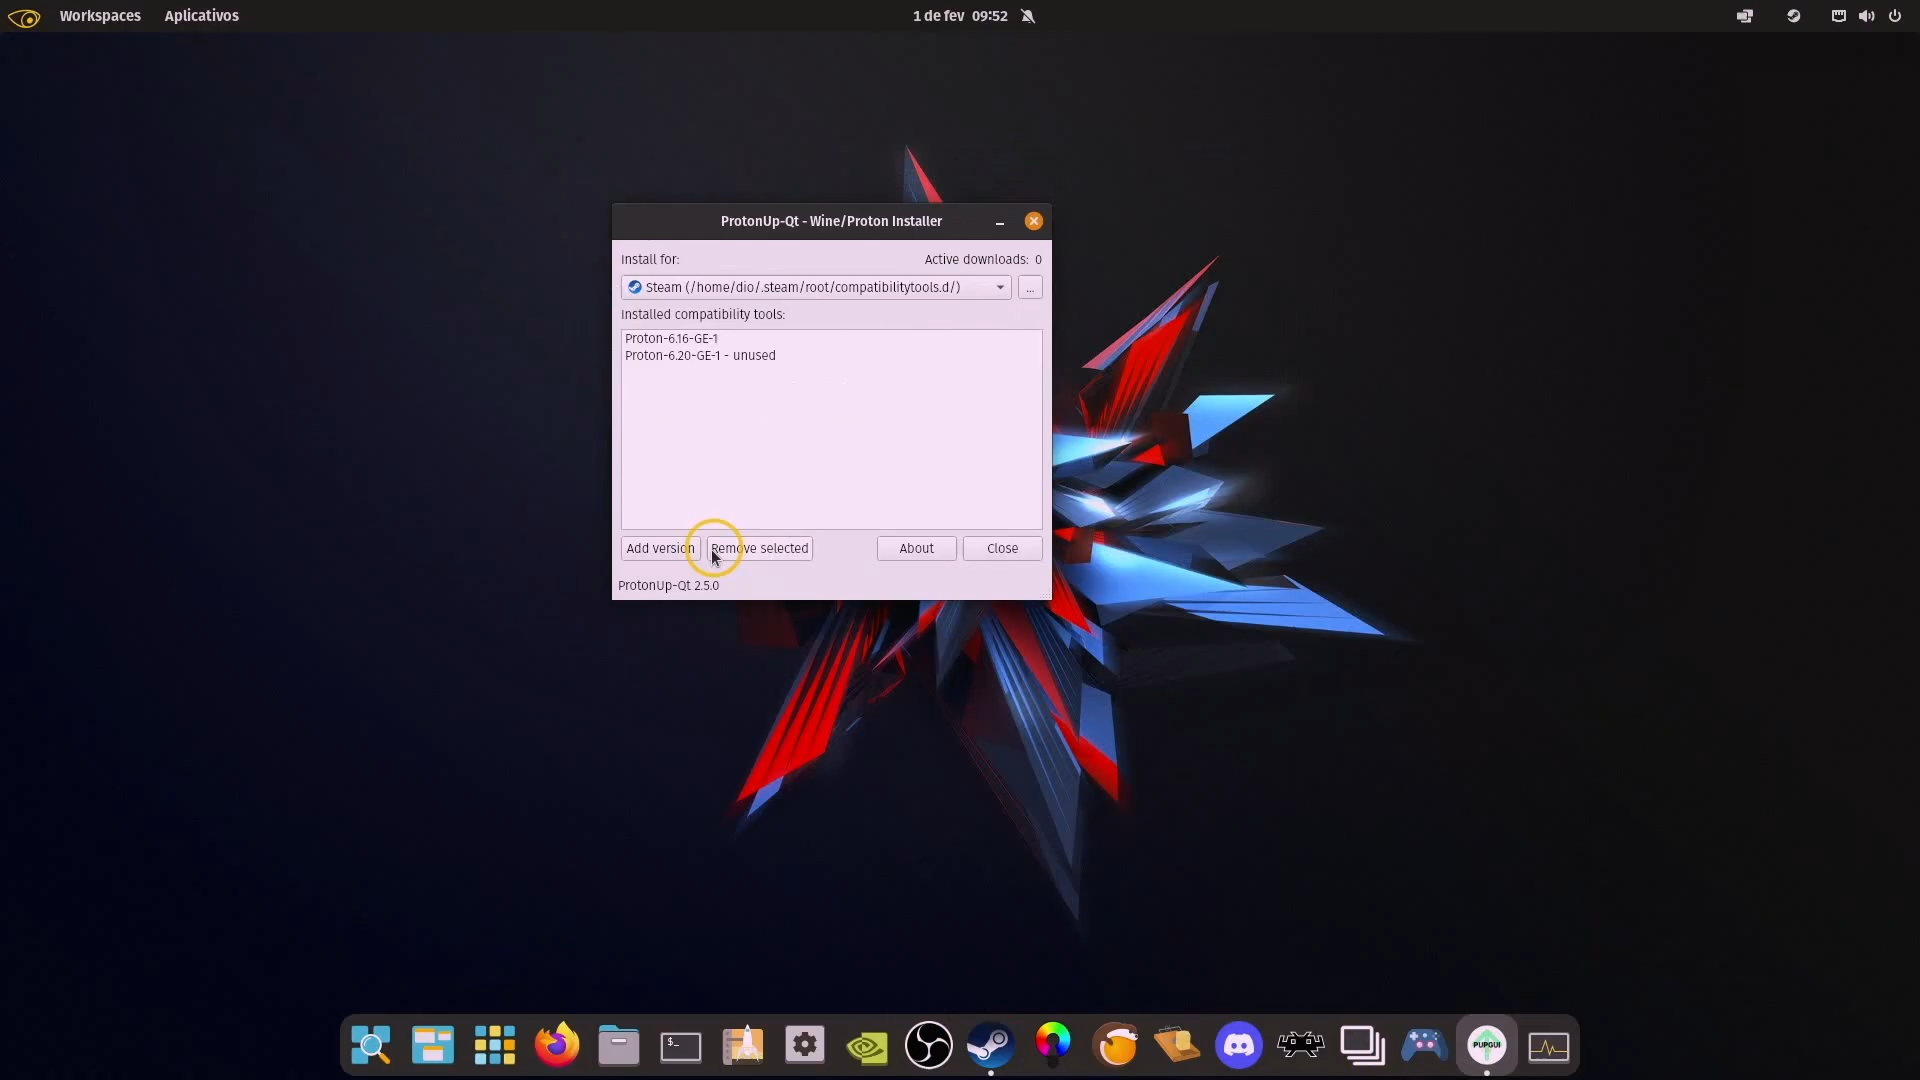 Workspaces Aplicativos 1 de fev 09:52
ProtonUp-Qt - Wine/Proton Installer
Install for: Active downloads: 0
Steam (/home/dio/.steam/root/compatibilitytools.d/) ...
Installed compatibility tools:
Proton-6.16-GE-1
Proton-6.20-GE-1 - unused
Add version Remove selected About Close
ProtonUp-Qt 2.5.0
$_ PUPGUI